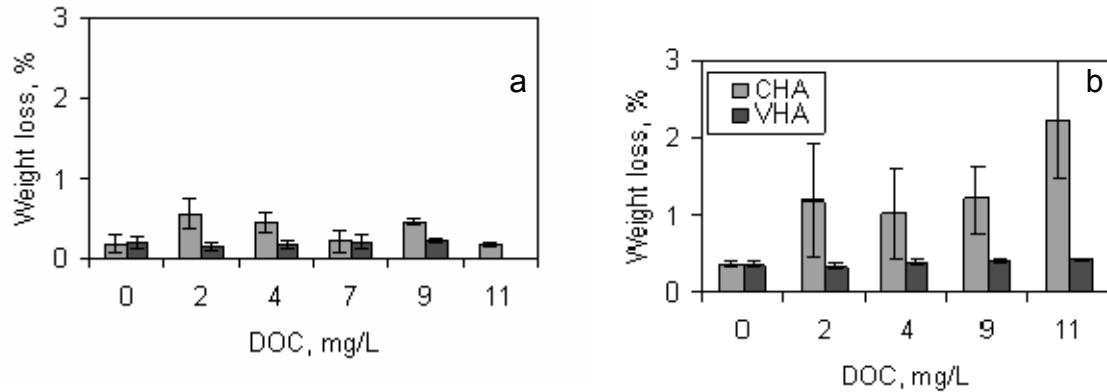 a
Weight loss, %
3
2
1
0
0 2 4 7 9 11
DOC, mg/L
b
Weight loss, %
3
2
1
0
CHA
VHA
0 2 4 9 11
DOC, mg/L